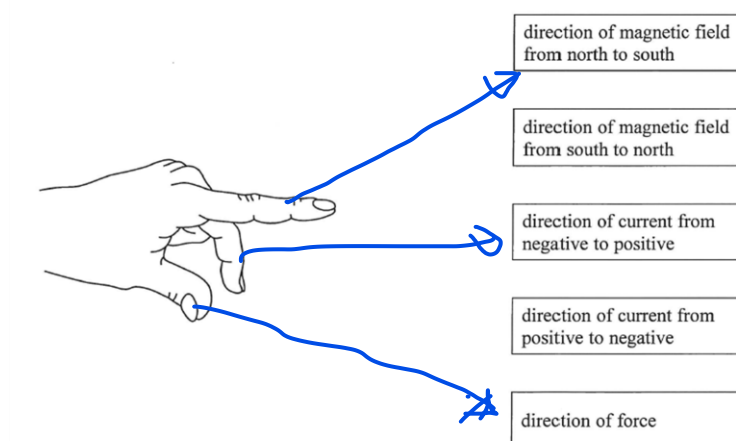 direction of magnetic field
from north to south
direction of magnetic field
from south to north
direction of current from
negative to positive
direction of current from
positive to negative
direction of force